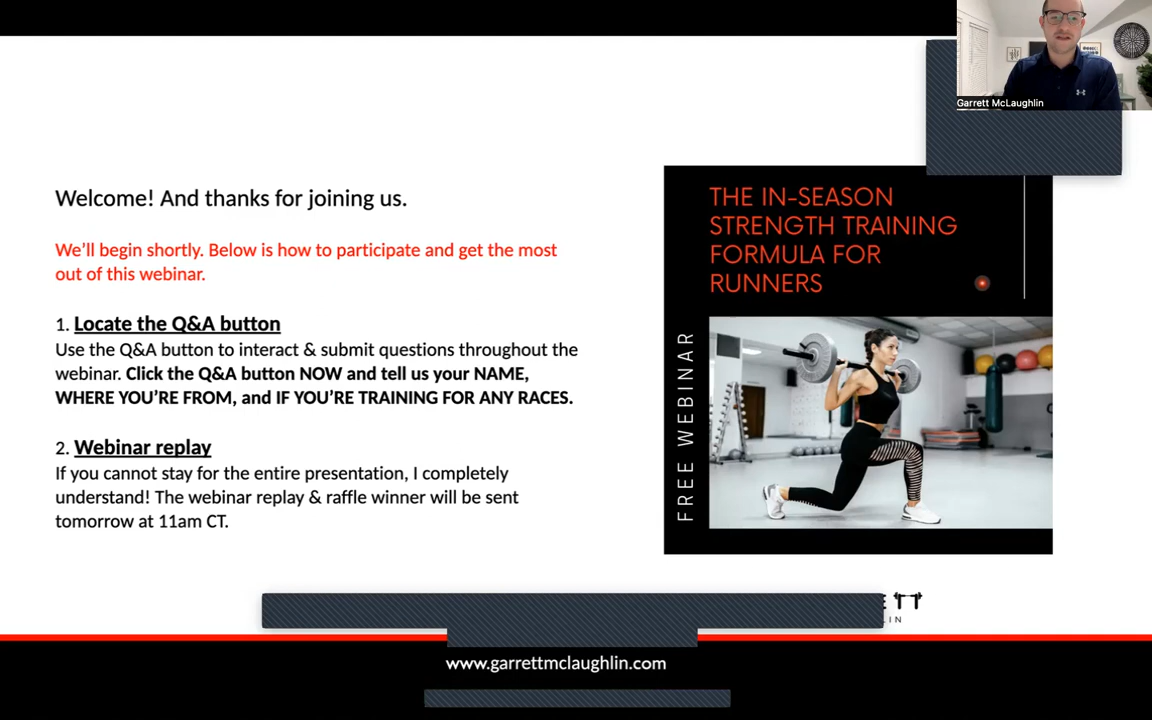 Garrett McLaughlin
Welcome! And thanks for joining us.
We'll begin shortly. Below is how to participate and get the most
out of this webinar.
1. Locate the Q&A button
Use the Q&A button to interact & submit questions throughout the
webinar. Click the Q&A button NOW and tell us your NAME,
WHERE YOU'RE FROM, and IF YOU'RE TRAINING FOR ANY RACES.
2. Webinar replay
If you cannot stay for the entire presentation, I completely
understand! The webinar replay & raffle winner will be sent
tomorrow at 11am CT.
THE IN-SEASON
STRENGTH TRAINING
FORMULA FOR
RUNNERS
FREE WEBINAR
www.garrettmclaughlin.com